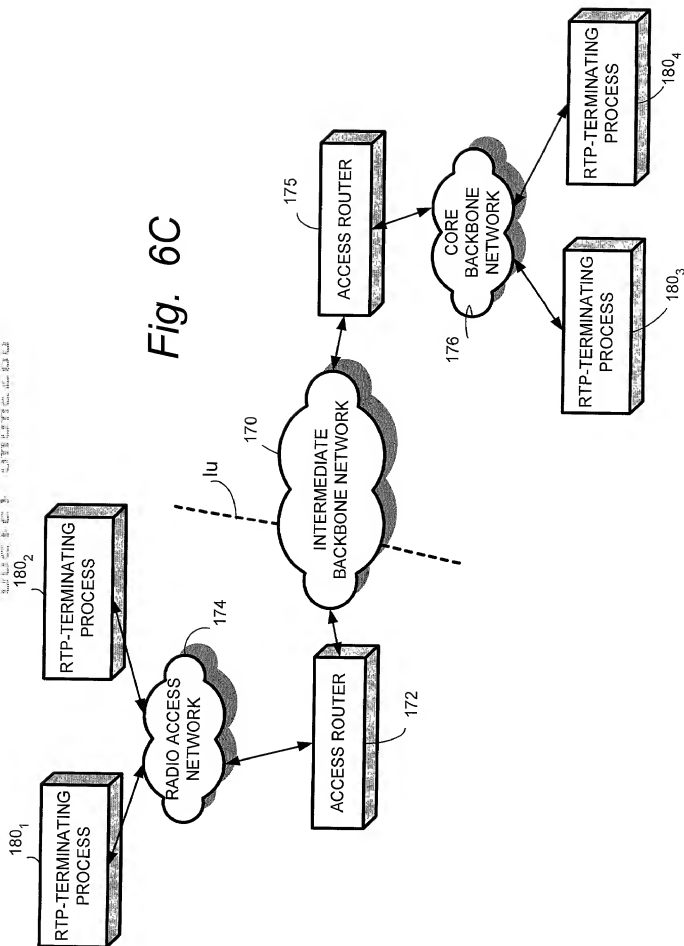 Fig. 6C
180₁
RTP-TERMINATING
PROCESS
180₂
RTP-TERMINATING
PROCESS
174
RADIO ACCESS
NETWORK
ACCESS ROUTER
172
Iu
170
INTERMEDIATE
BACKBONE NETWORK
175
ACCESS ROUTER
176
CORE
BACKBONE
NETWORK
RTP-TERMINATING
PROCESS
180₃
RTP-TERMINATING
PROCESS
180₄